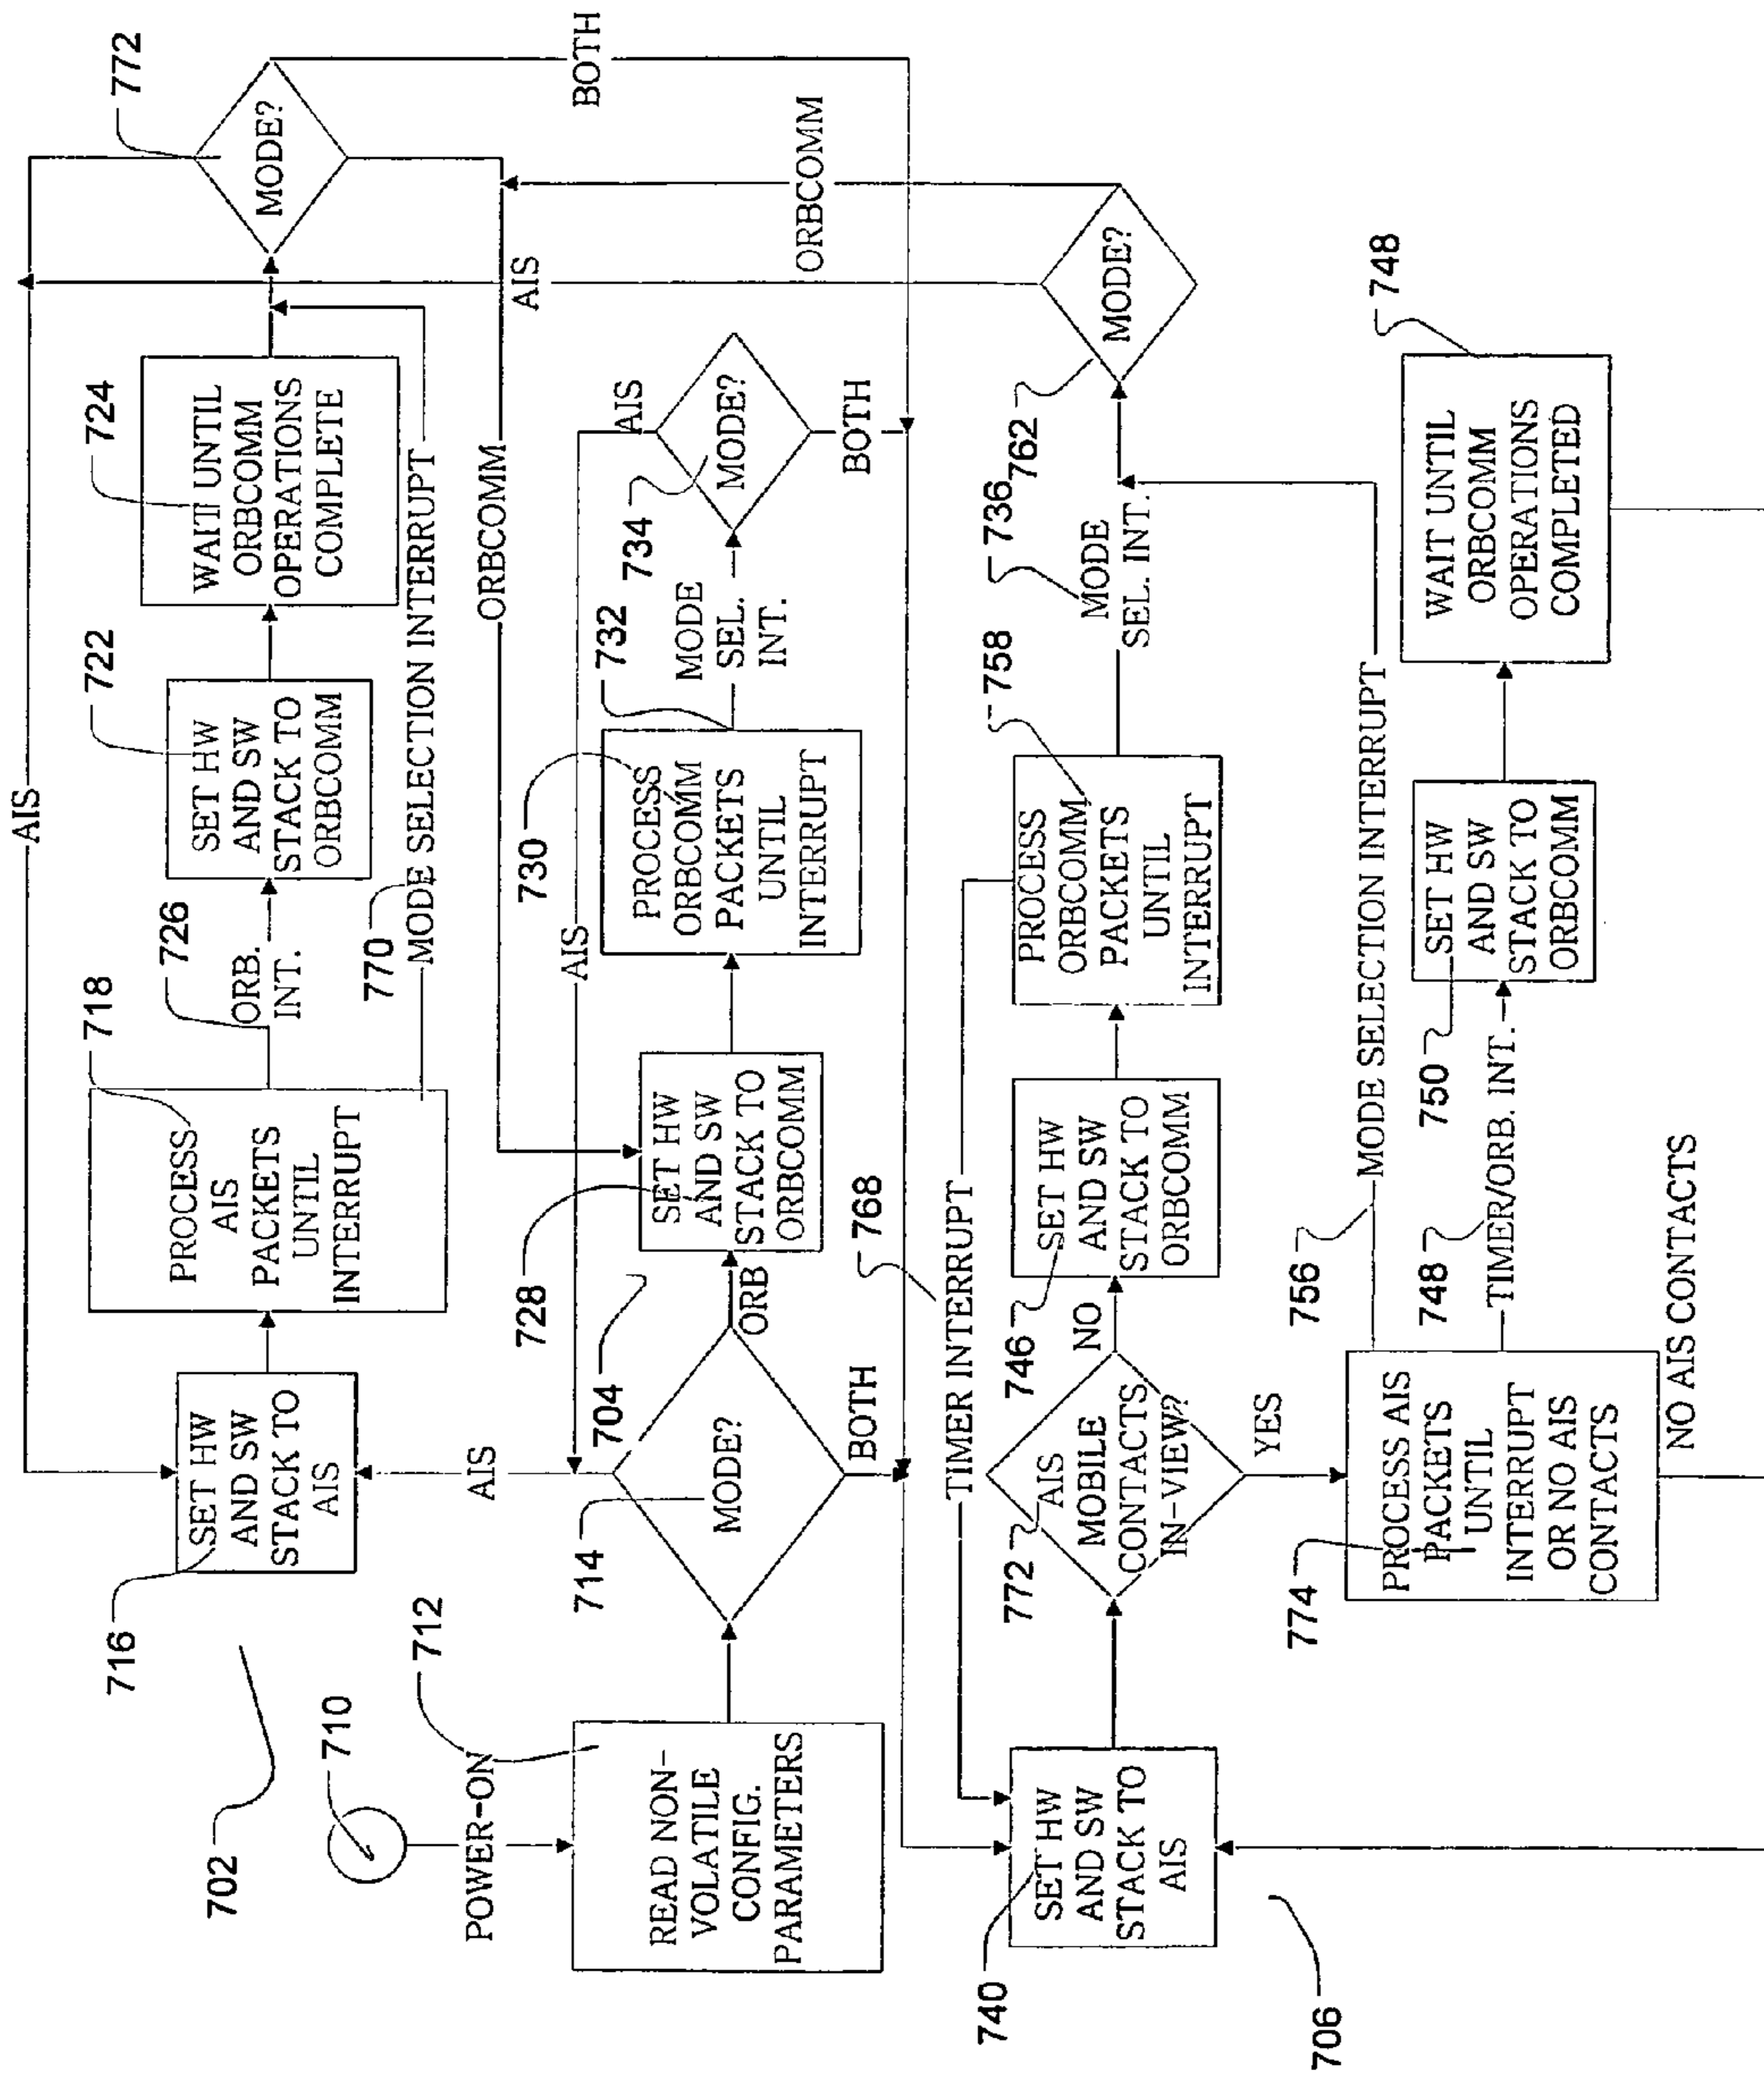 AIS
716
SET HW
AND SW
STACK TO
AIS
718
PROCESS
AIS
PACKETS
UNTIL
INTERRUPT
726
ORB.
INT.
722
SET HW
AND SW
STACK TO
ORBCOMM
724
WAIT UNTIL
ORBCOMM
OPERATIONS
COMPLETE
772
MODE?
BOTH
770
MODE SELECTION INTERRUPT
702
710
POWER-ON
AIS
ORBCOMM
AIS
AIS
712
READ NON-
VOLATILE
CONFIG.
PARAMETERS
714
MODE?
704
ORB
BOTH
728
SET HW
AND SW
STACK TO
ORBCOMM
730
PROCESS
ORBCOMM
PACKETS
UNTIL
INTERRUPT
732
MODE
SEL.
INT.
734
MODE?
AIS
BOTH
ORBCOMM
768
TIMER INTERRUPT
740
SET HW
AND SW
STACK TO
AIS
772
AIS
MOBILE
CONTACTS
IN-VIEW?
NO
YES
746
SET HW
AND SW
STACK TO
ORBCOMM
758
PROCESS
ORBCOMM
PACKETS
UNTIL
INTERRUPT
736
MODE
SEL. INT.
762
MODE?
706
774
PROCESS AIS
PACKETS
UNTIL
INTERRUPT
OR NO AIS
CONTACTS
756
MODE SELECTION INTERRUPT
748
TIMER/ORB. INT.
750
SET HW
AND SW
STACK TO
ORBCOMM
748
WAIT UNTIL
ORBCOMM
OPERATIONS
COMPLETED
NO AIS CONTACTS